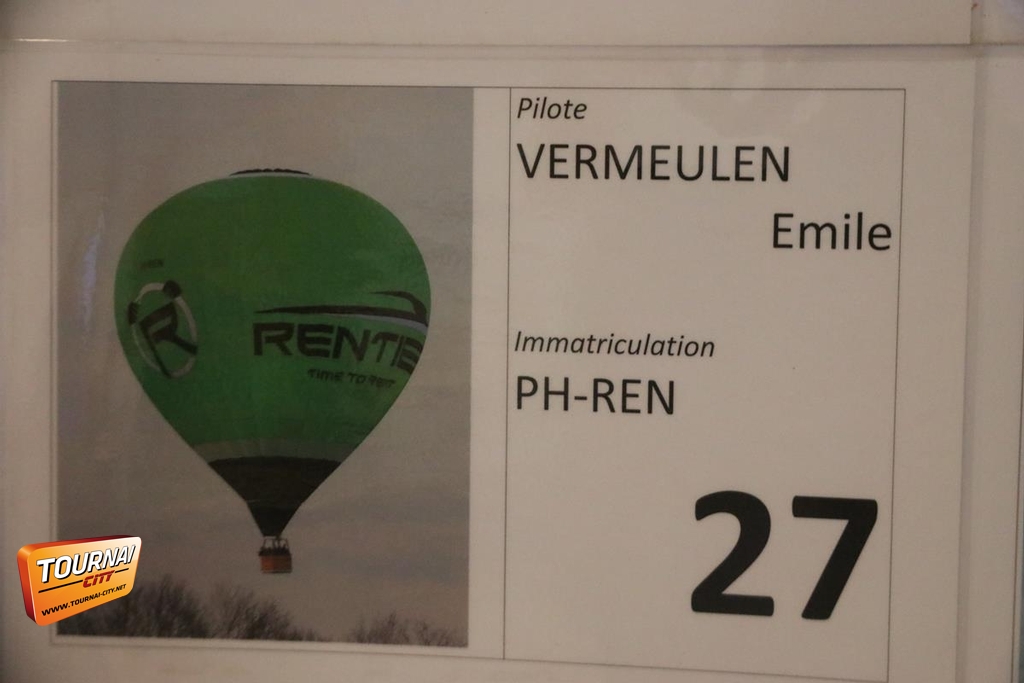 Pilote
VERMEULEN
Emile
Immatriculation
PH-REN
27
R
RENTE
TIME TO RENT
TOURNAI
CITY
WWW.TOURNAI-CITY.NET